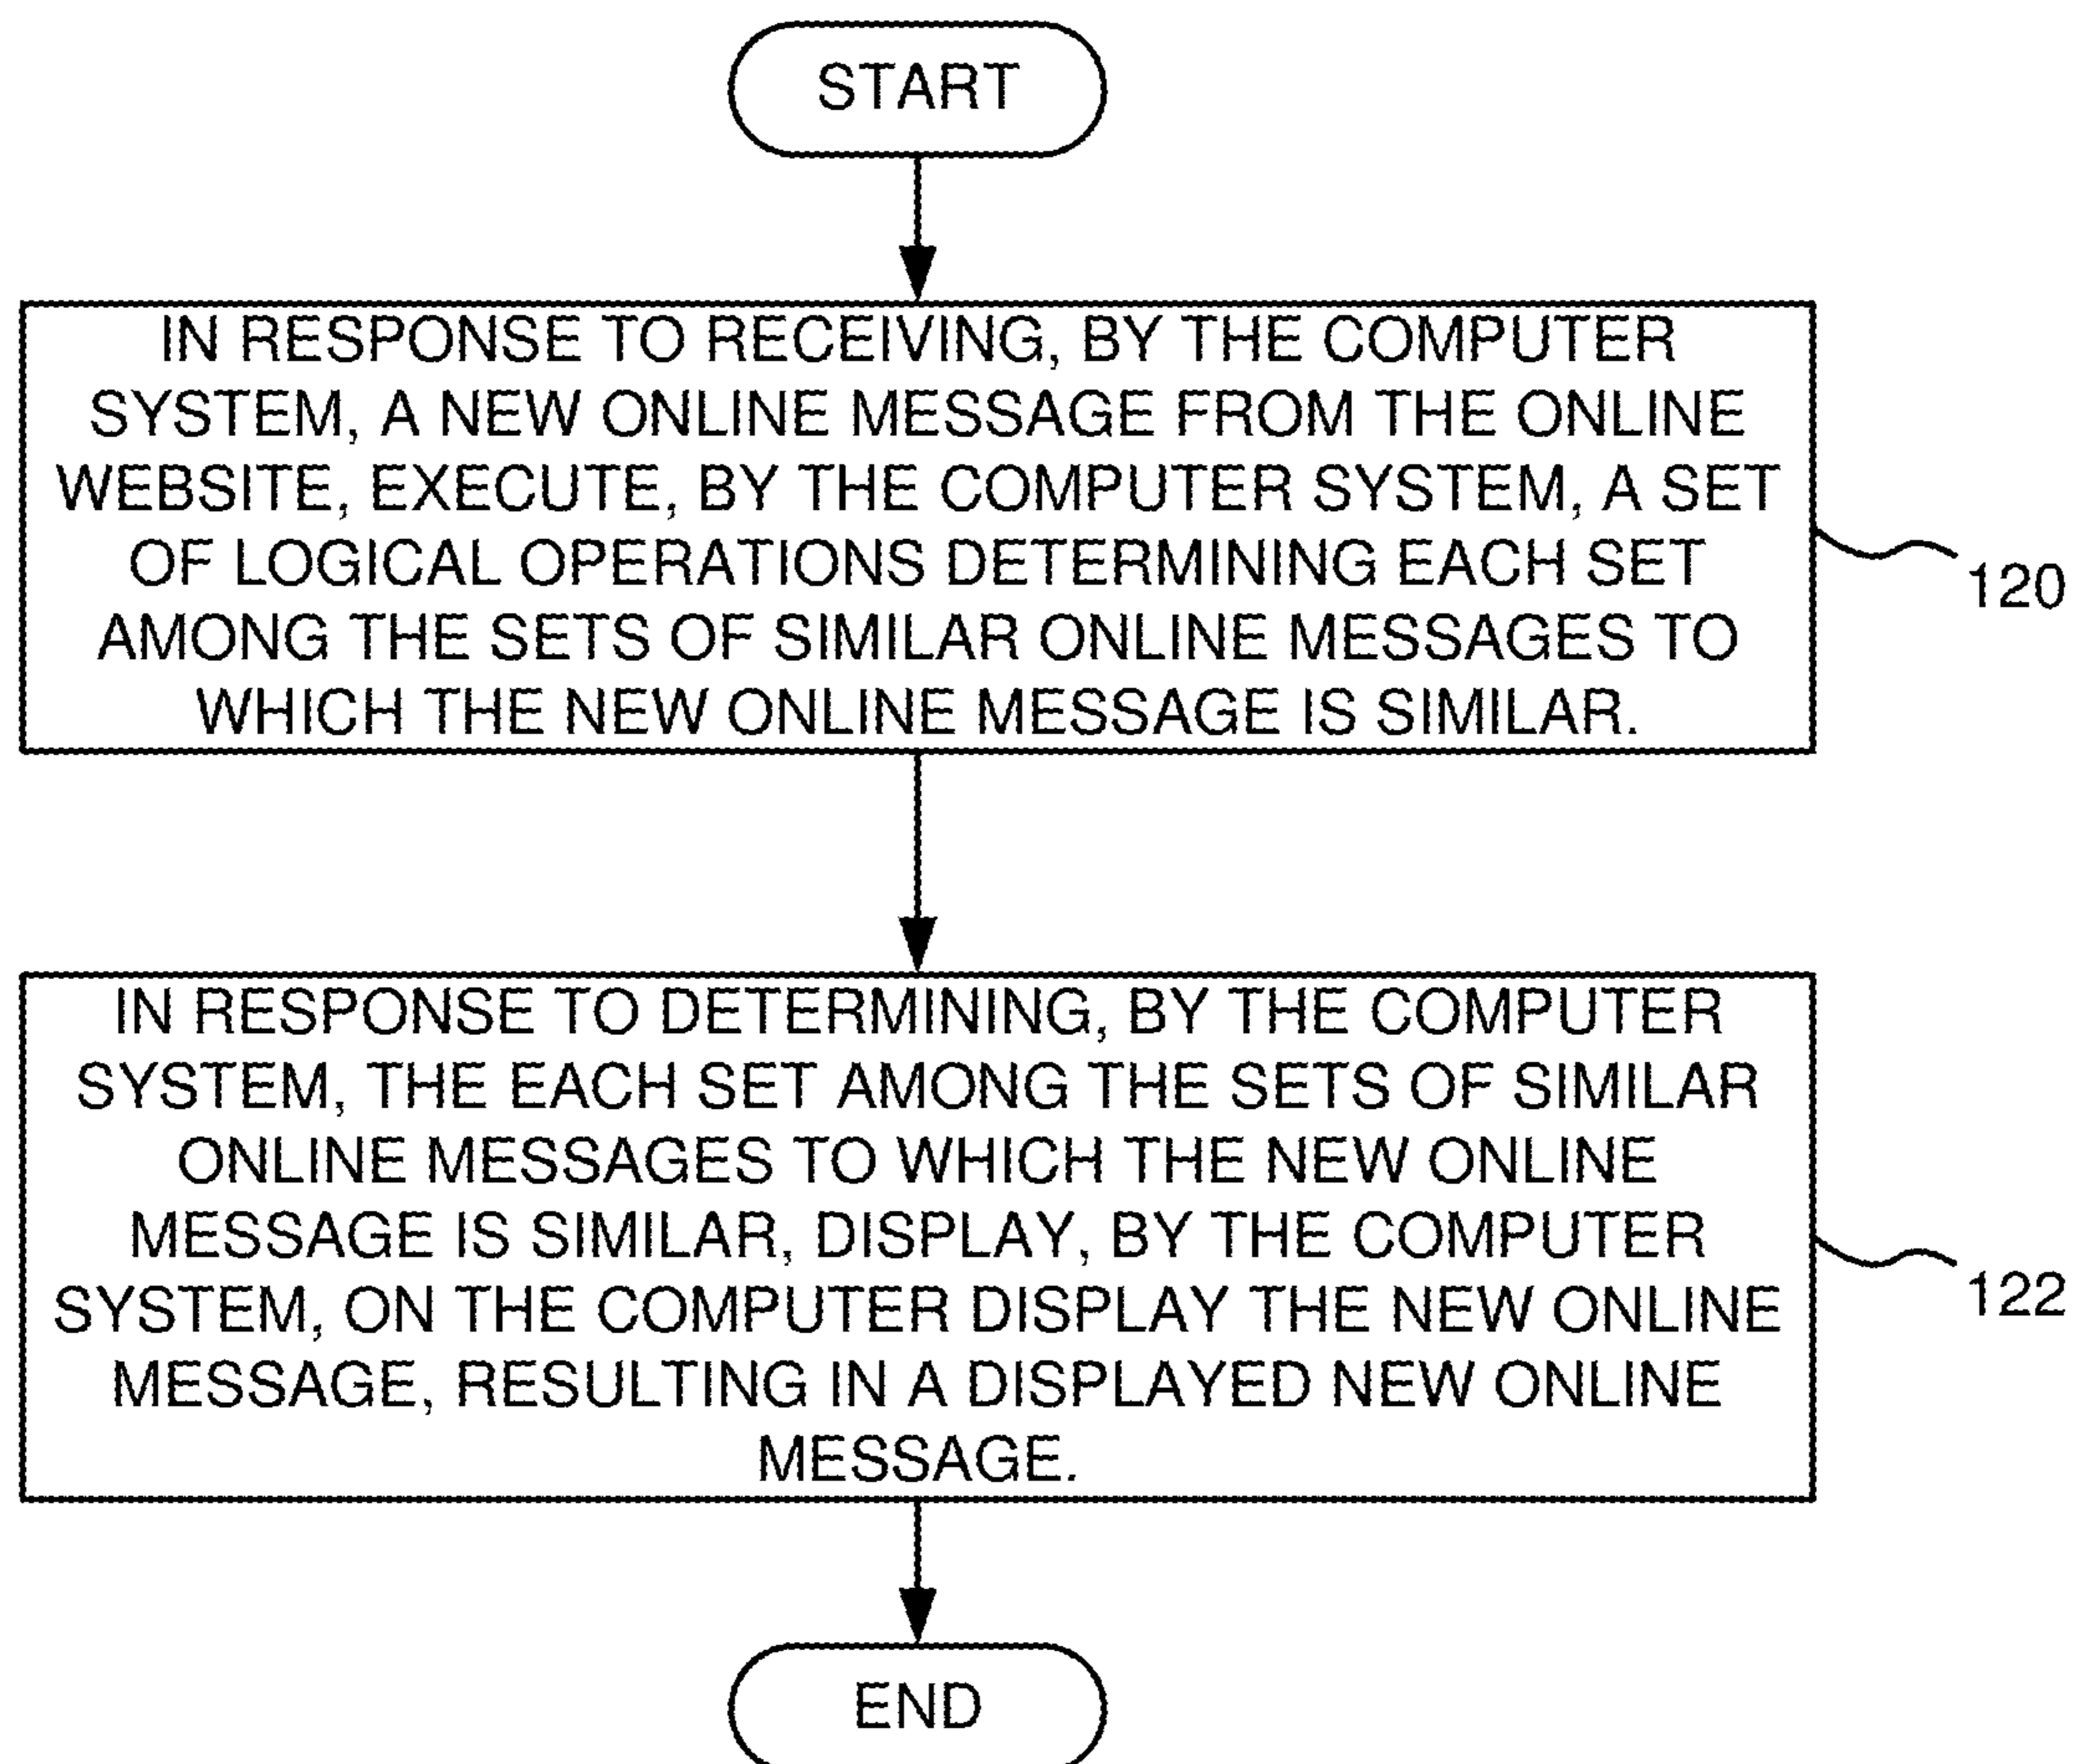 START
IN RESPONSE TO RECEIVING, BY THE COMPUTER
SYSTEM, A NEW ONLINE MESSAGE FROM THE ONLINE
WEBSITE, EXECUTE, BY THE COMPUTER SYSTEM, A SET
OF LOGICAL OPERATIONS DETERMINING EACH SET
AMONG THE SETS OF SIMILAR ONLINE MESSAGES TO
WHICH THE NEW ONLINE MESSAGE IS SIMILAR.
120
IN RESPONSE TO DETERMINING, BY THE COMPUTER
SYSTEM, THE EACH SET AMONG THE SETS OF SIMILAR
ONLINE MESSAGES TO WHICH THE NEW ONLINE
MESSAGE IS SIMILAR, DISPLAY, BY THE COMPUTER
SYSTEM, ON THE COMPUTER DISPLAY THE NEW ONLINE
MESSAGE, RESULTING IN A DISPLAYED NEW ONLINE
MESSAGE.
122
END